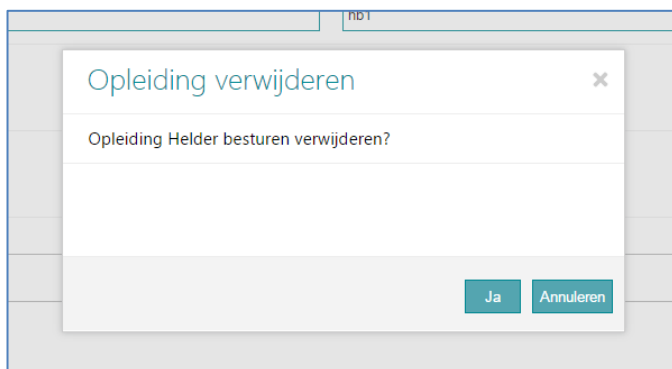 hb1
Opleiding verwijderen
×
Opleiding Helder besturen verwijderen?
Ja
Annuleren